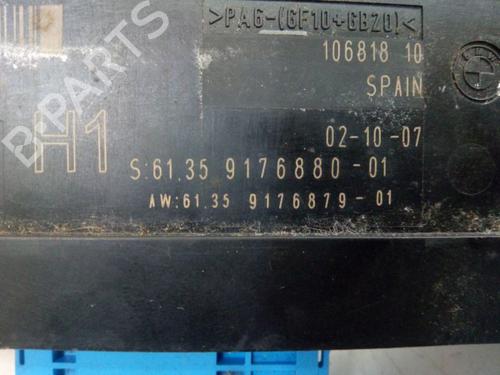 >PA6-(GF10+GB20)<
106818 10
SPAIN
H1
02-10-07
S:61.35 9176880-01
AW:61.35 9176879-01
B-PARTS